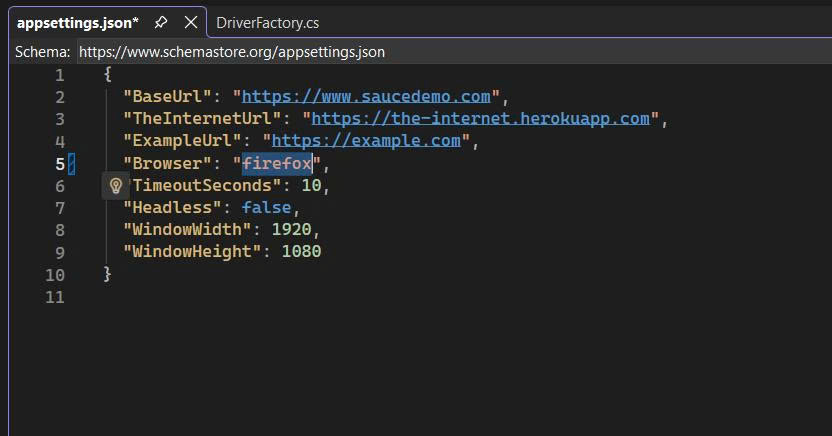 appsettings.json*
DriverFactory.cs
Schema: https://www.schemastore.org/appsettings.json
1 {
2 "BaseUrl": "https://www.saucedemo.com",
3 "TheInternetUrl": "https://the-internet.herokuapp.com",
4 "ExampleUrl": "https://example.com",
5 "Browser": "firefox",
6 "TimeoutSeconds": 10,
7 "Headless": false,
8 "WindowWidth": 1920,
9 "WindowHeight": 1080
10 }
11